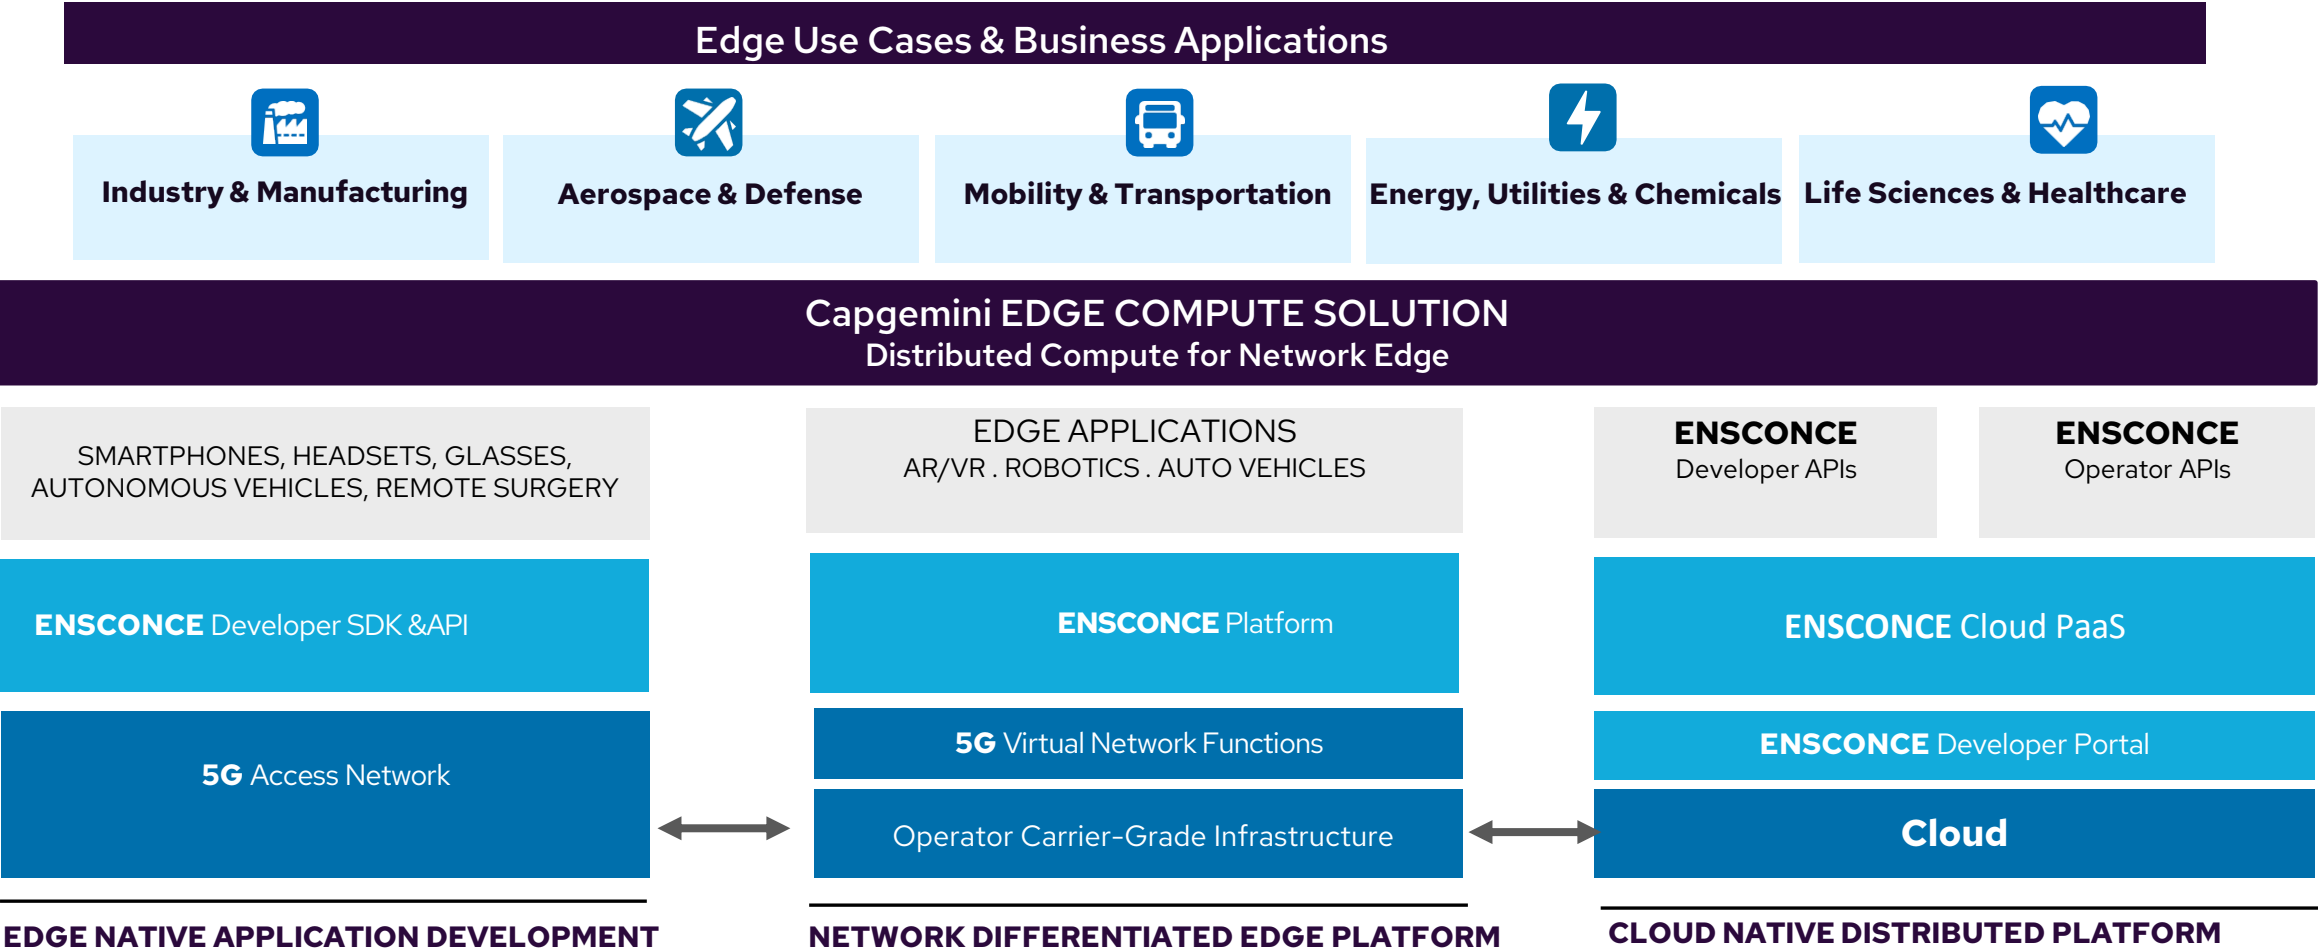 Edge Use Cases & Business Applications
Industry & Manufacturing
Aerospace & Defense
Mobility & Transportation
Energy, Utilities & Chemicals
Life Sciences & Healthcare
Capgemini EDGE COMPUTE SOLUTION
Distributed Compute for Network Edge
SMARTPHONES, HEADSETS, GLASSES,
AUTONOMOUS VEHICLES, REMOTE SURGERY
ENSCONCE Developer SDK &API
5G Access Network
EDGE NATIVE APPLICATION DEVELOPMENT
EDGE APPLICATIONS
AR/VR . ROBOTICS . AUTO VEHICLES
ENSCONCE Platform
5G Virtual Network Functions
Operator Carrier-Grade Infrastructure
NETWORK DIFFERENTIATED EDGE PLATFORM
ENSCONCE
Developer APIs
ENSCONCE
Operator APIs
ENSCONCE Cloud PaaS
ENSCONCE Developer Portal
Cloud
CLOUD NATIVE DISTRIBUTED PLATFORM